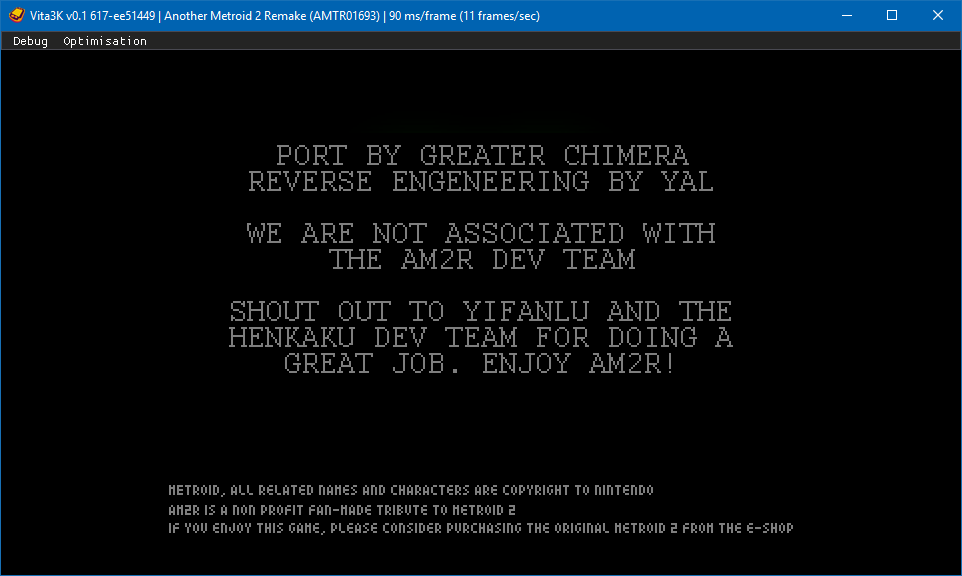 Vita3K v0.1 617-ee51449 | Another Metroid 2 Remake (AMTR01693) | 90 ms/frame (11 frames/sec)
Debug Optimisation
PORT BY GREATER CHIMERA
REVERSE ENGENEERING BY YAL
WE ARE NOT ASSOCIATED WITH
THE AM2R DEV TEAM
SHOUT OUT TO YIFANLU AND THE
HENKAKU DEV TEAM FOR DOING A
GREAT JOB. ENJOY AM2R!
METROID, ALL RELATED NAMES AND CHARACTERS ARE COPYRIGHT TO NINTENDO
AM2R IS A NON PROFIT FAN-MADE TRIBUTE TO METROID 2
IF YOU ENJOY THIS GAME, PLEASE CONSIDER PURCHASING THE ORIGINAL METROID 2 FROM THE E-SHOP